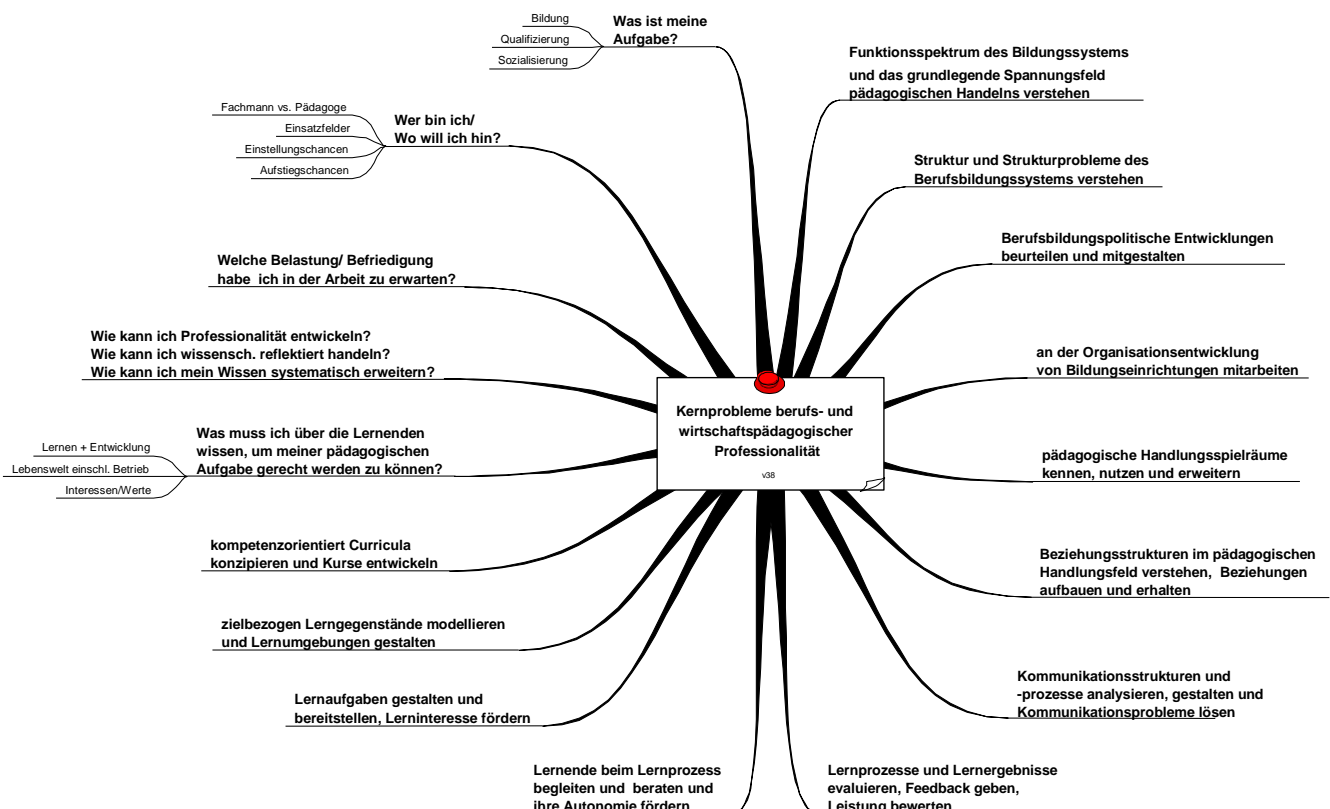 Bildung
Qualifizierung
Sozialisierung
Was ist meine
Aufgabe?
Fachmann vs. Pädagoge
Einsatzfelder
Einstellungschancen
Aufstiegschancen
Wer bin ich/
Wo will ich hin?
Welche Belastung/ Befriedigung
habe ich in der Arbeit zu erwarten?
Wie kann ich Professionalität entwickeln?
Wie kann ich wissensch. reflektiert handeln?
Wie kann ich mein Wissen systematisch erweitern?
Lernen + Entwicklung
Lebenswelt einschl. Betrieb
Interessen/Werte
Was muss ich über die Lernenden
wissen, um meiner pädagogischen
Aufgabe gerecht werden zu können?
kompetenzorientiert Curricula
konzipieren und Kurse entwickeln
zielbezogen Lerngegenstände modellieren
und Lernumgebungen gestalten
Lernaufgaben gestalten und
bereitstellen, Lerninteresse fördern
Lernende beim Lernprozess
begleiten und beraten und
ihre Autonomie fördern
Kernprobleme berufs- und
wirtschaftspädagogischer
Professionalität
v38
Funktionsspektrum des Bildungssystems
und das grundlegende Spannungsfeld
pädagogischen Handelns verstehen
Struktur und Strukturprobleme des
Berufsbildungssystems verstehen
Berufsbildungspolitische Entwicklungen
beurteilen und mitgestalten
an der Organisationsentwicklung
von Bildungseinrichtungen mitarbeiten
pädagogische Handlungsspielräume
kennen, nutzen und erweitern
Beziehungsstrukturen im pädagogischen
Handlungsfeld verstehen, Beziehungen
aufbauen und erhalten
Kommunikationsstrukturen und
-prozesse analysieren, gestalten und
Kommunikationsprobleme lösen
Lernprozesse und Lernergebnisse
evaluieren, Feedback geben,
Leistung bewerten